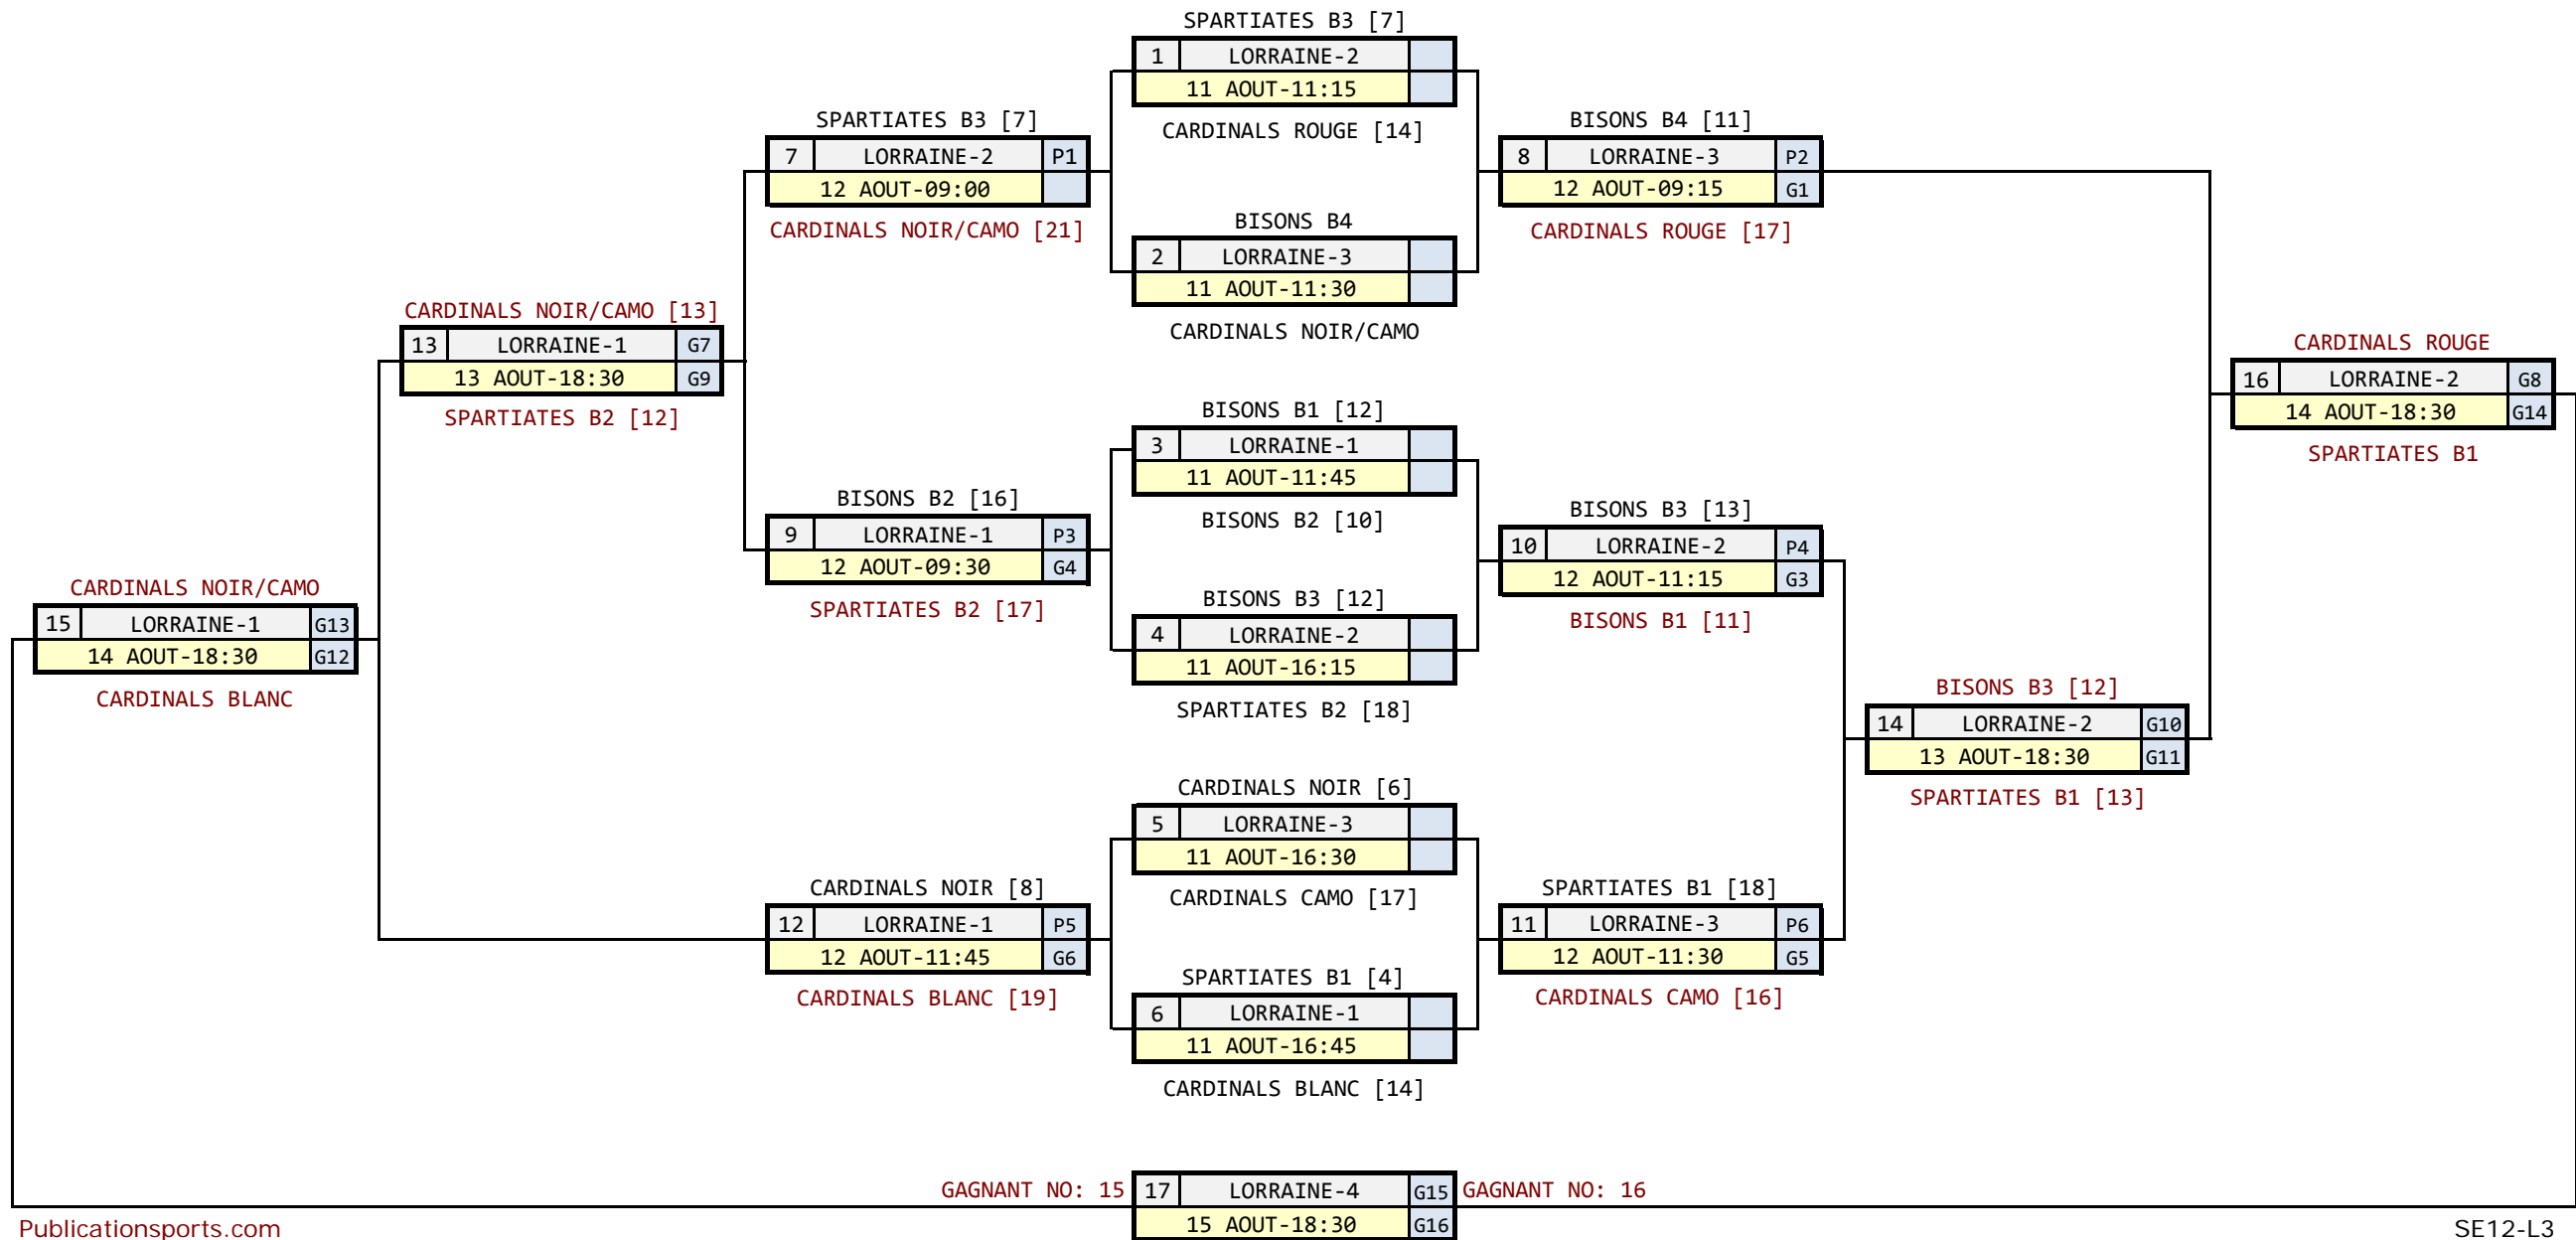 SPARTIATES B3 [7]
1 LORRAINE-2
11 AOUT-11:15
CARDINALS ROUGE [14]
SPARTIATES B3 [7]
7 LORRAINE-2 P1
12 AOUT-09:00
CARDINALS NOIR/CAMO [21]
BISONS B4 [11]
8 LORRAINE-3 P2
12 AOUT-09:15 G1
CARDINALS ROUGE [17]
BISONS B4
2 LORRAINE-3
11 AOUT-11:30
CARDINALS NOIR/CAMO
CARDINALS NOIR/CAMO [13]
13 LORRAINE-1 G7
13 AOUT-18:30 G9
SPARTIATES B2 [12]
CARDINALS ROUGE
16 LORRAINE-2 G8
14 AOUT-18:30 G14
SPARTIATES B1
BISONS B1 [12]
3 LORRAINE-1
11 AOUT-11:45
BISONS B2 [10]
BISONS B2 [16]
9 LORRAINE-1 P3
12 AOUT-09:30 G4
SPARTIATES B2 [17]
BISONS B3 [13]
10 LORRAINE-2 P4
12 AOUT-11:15 G3
BISONS B1 [11]
CARDINALS NOIR/CAMO
15 LORRAINE-1 G13
14 AOUT-18:30 G12
CARDINALS BLANC
BISONS B3 [12]
4 LORRAINE-2
11 AOUT-16:15
SPARTIATES B2 [18]
BISONS B3 [12]
14 LORRAINE-2 G10
13 AOUT-18:30 G11
SPARTIATES B1 [13]
CARDINALS NOIR [6]
5 LORRAINE-3
11 AOUT-16:30
CARDINALS CAMO [17]
CARDINALS NOIR [8]
12 LORRAINE-1 P5
12 AOUT-11:45 G6
CARDINALS BLANC [19]
SPARTIATES B1 [18]
11 LORRAINE-3 P6
12 AOUT-11:30 G5
CARDINALS CAMO [16]
SPARTIATES B1 [4]
6 LORRAINE-1
11 AOUT-16:45
CARDINALS BLANC [14]
GAGNANT NO: 15 17 LORRAINE-4 G15 GAGNANT NO: 16
15 AOUT-18:30 G16
Publicationsports.com
SE12-L3